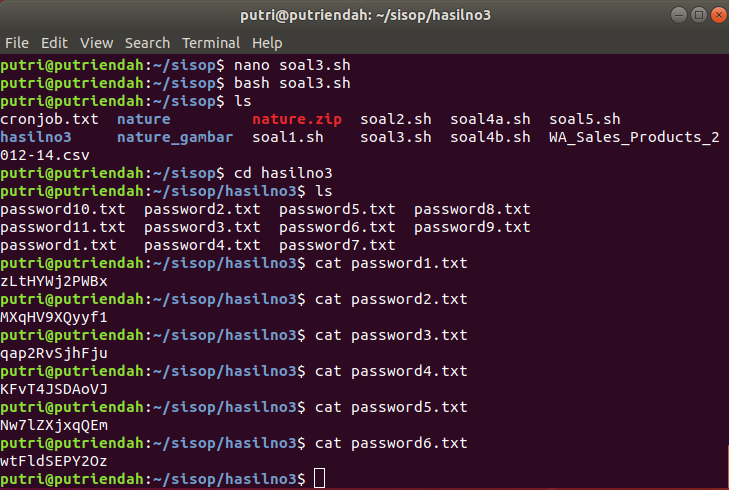 putri@putriendah: ~/sisop/hasilno3
File Edit View Search Terminal Help
putri@putriendah:~/sisop$ nano soal3.sh
putri@putriendah:~/sisop$ bash soal3.sh
putri@putriendah:~/sisop$ ls
cronjob.txt nature nature.zip soal2.sh soal4a.sh soal5.sh
hasilno3 nature_gambar soal1.sh soal3.sh soal4b.sh WA_Sales_Products_2
012-14.csv
putri@putriendah:~/sisop$ cd hasilno3
putri@putriendah:~/sisop/hasilno3$ ls
password10.txt password2.txt password5.txt password8.txt
password11.txt password3.txt password6.txt password9.txt
password1.txt password4.txt password7.txt
putri@putriendah:~/sisop/hasilno3$ cat password1.txt
zLtHYWj2PWBx
putri@putriendah:~/sisop/hasilno3$ cat password2.txt
MXqHV9XQyyf1
putri@putriendah:~/sisop/hasilno3$ cat password3.txt
qap2RvSjhFju
putri@putriendah:~/sisop/hasilno3$ cat password4.txt
KFvT4JSDAoVJ
putri@putriendah:~/sisop/hasilno3$ cat password5.txt
Nw7lZXjxqQEm
putri@putriendah:~/sisop/hasilno3$ cat password6.txt
wtFldSEPY2Oz
putri@putriendah:~/sisop/hasilno3$